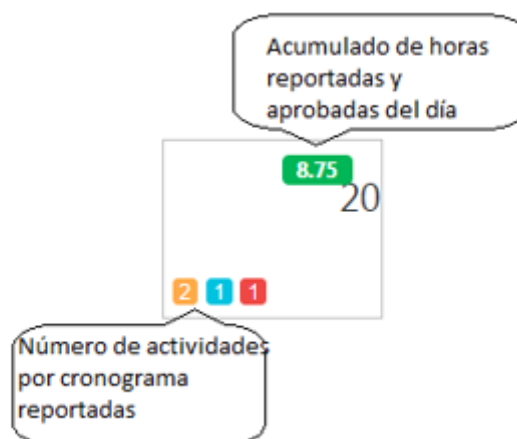 Acumulado de horas
reportadas y
aprobadas del día
8.75
20
2 1 1
Número de actividades
por cronograma
reportadas